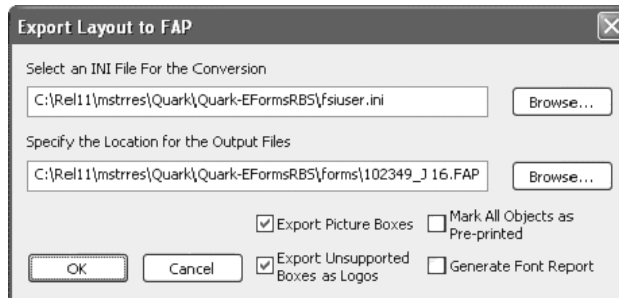 Export Layout to FAP
Select an INI File For the Conversion
C:\Rel11\mstrres\Quark\Quark-EFormsRBS\fsiuser.ini
Browse...
Specify the Location for the Output Files
C:\Rel11\mstrres\Quark\Quark-EFormsRBS\forms\102349_J16.FAP
Browse...
Export Picture Boxes
Mark All Objects as
Pre-printed
OK
Cancel
Export Unsupported
Boxes as Logos
Generate Font Report